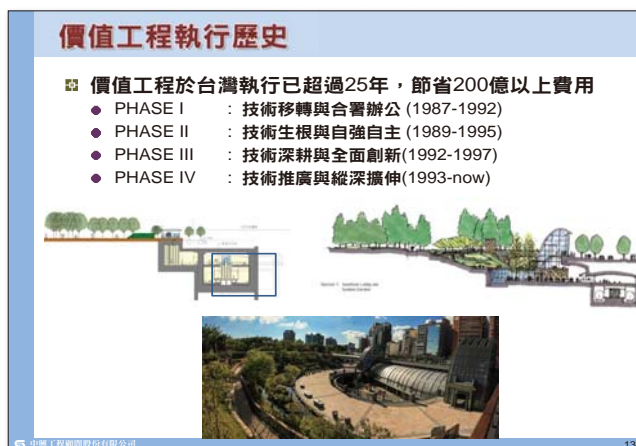 價值工程執行歷史
價值工程於台灣執行已超過25年，節省200億以上費用
PHASE I : 技術移轉與合署辦公 (1987-1992)
PHASE II : 技術生根與自強自主 (1989-1995)
PHASE III : 技術深耕與全面創新(1992-1997)
PHASE IV : 技術推廣與縱深擴伸(1993-now)
中興工程顧問股份有限公司
13